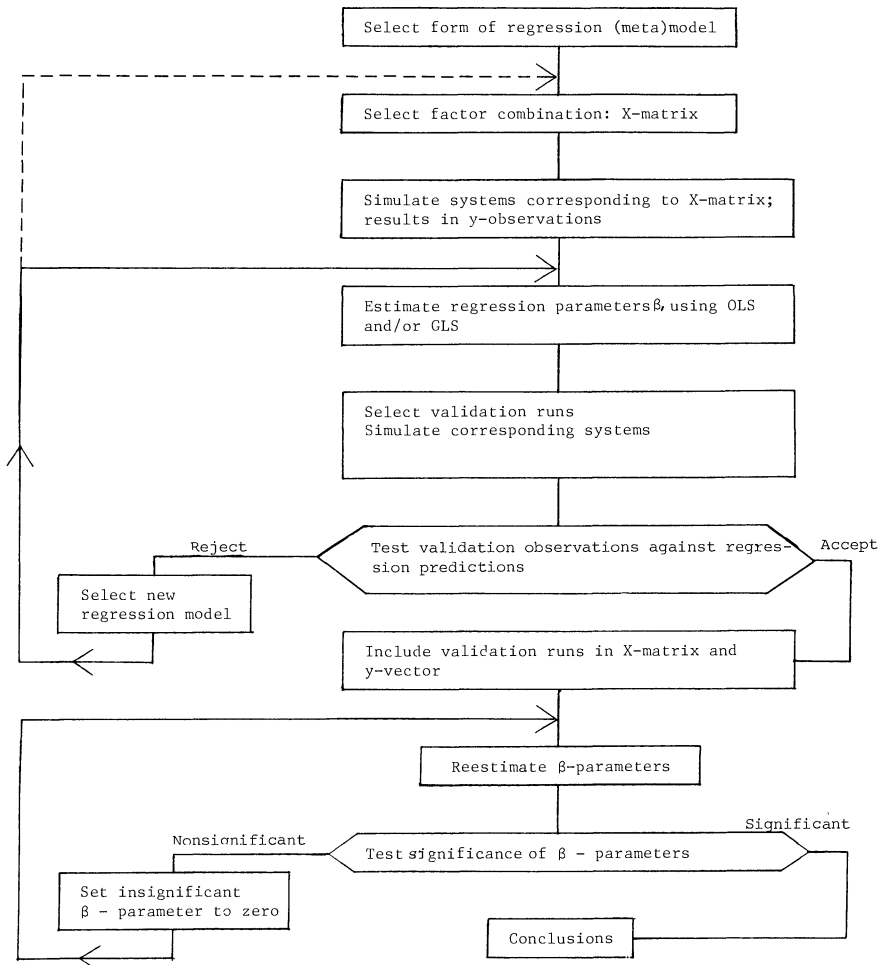 Select form of regression (meta)model
Select factor combination: X-matrix
Simulate systems corresponding to X-matrix;
results in y-observations
Estimate regression parameters β, using OLS
and/or GLS
Select validation runs
Simulate corresponding systems
Reject
Test validation observations against regres-
sion predictions
Accept
Select new
regression model
Include validation runs in X-matrix and
y-vector
Reestimate β-parameters
Significant
Nonsignificant
Test significance of β - parameters
Set insignificant
β - parameter to zero
Conclusions